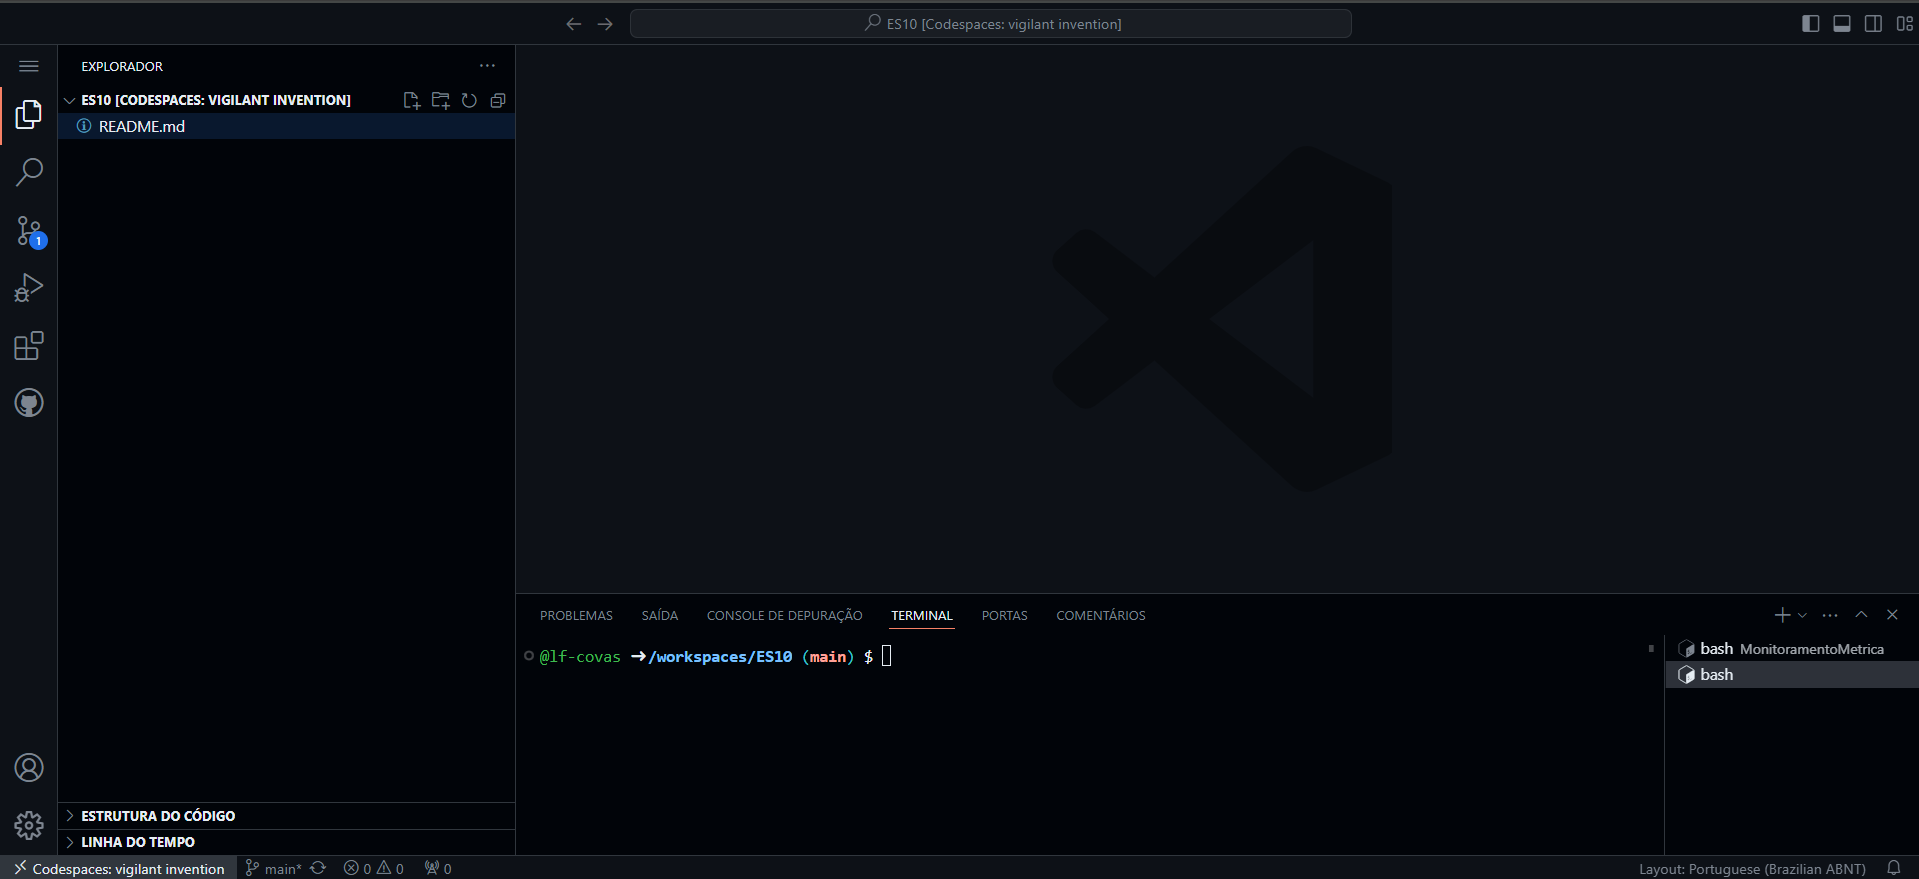 ES10 [Codespaces: vigilant invention]
EXPLORADOR
ES10 [CODESPACES: VIGILANT INVENTION]
README.md
1
ESTRUTURA DO CÓDIGO
LINHA DO TEMPO
PROBLEMAS SAÍDA CONSOLE DE DEPURAÇÃO TERMINAL PORTAS COMENTÁRIOS
@lf-covas ➜/workspaces/ES10 (main) $
bash MonitoramentoMetrica
bash
Codespaces: vigilant invention main* 0 0 0 Layout: Portuguese (Brazilian ABNT)